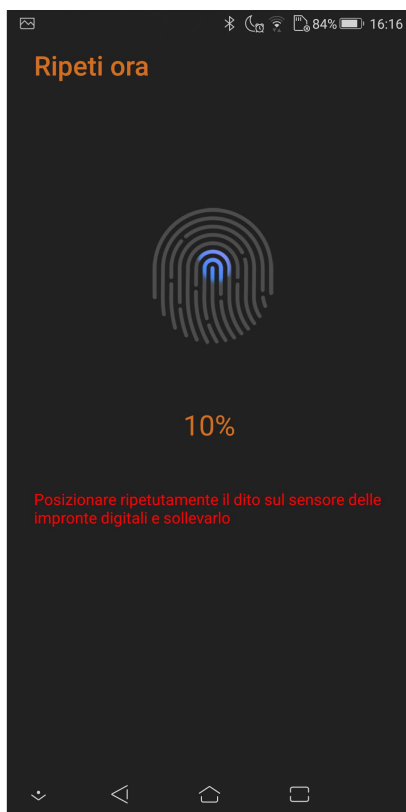 84% 16:16
Ripeti ora
10%
Posizionare ripetutamente il dito sul sensore delle
impronte digitali e sollevarlo